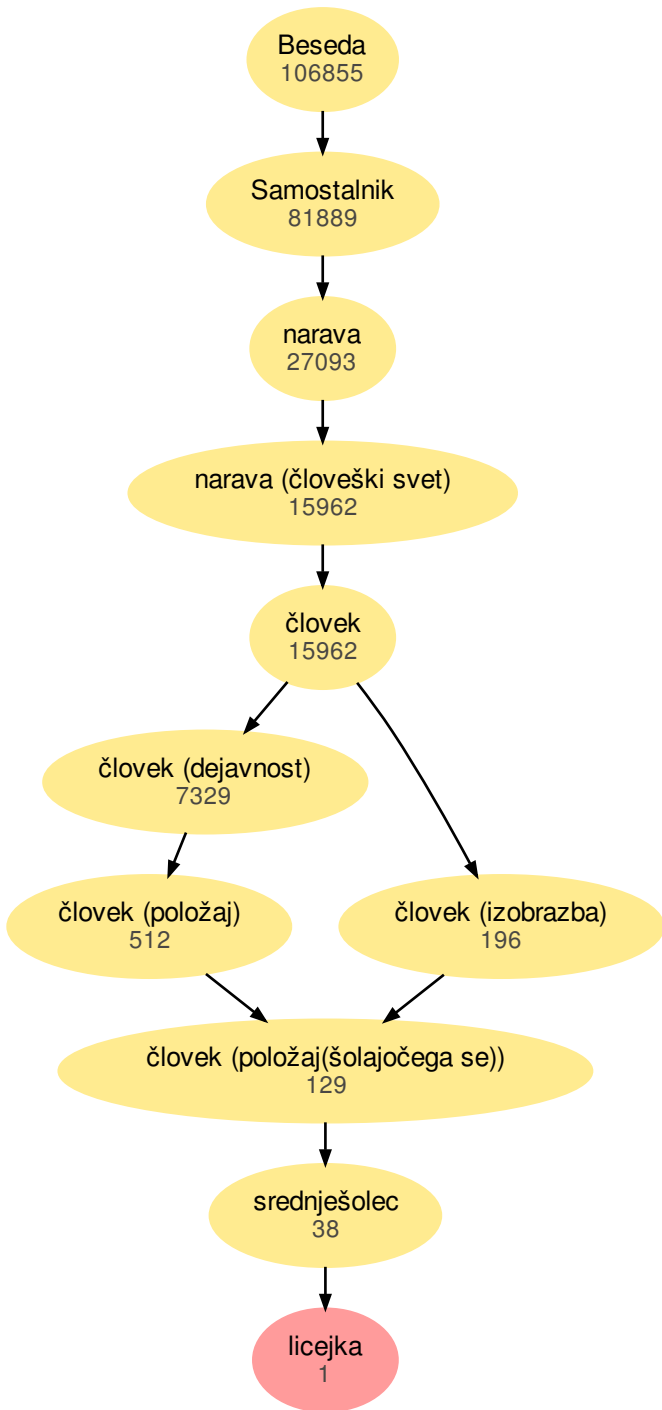 Beseda
106855
Samostalnik
81889
narava
27093
narava (človeški svet)
15962
človek
15962
človek (dejavnost)
7329
človek (položaj)
512
človek (izobrazba)
196
človek (položaj(šolajočega se))
129
srednješolec
38
licejka
1